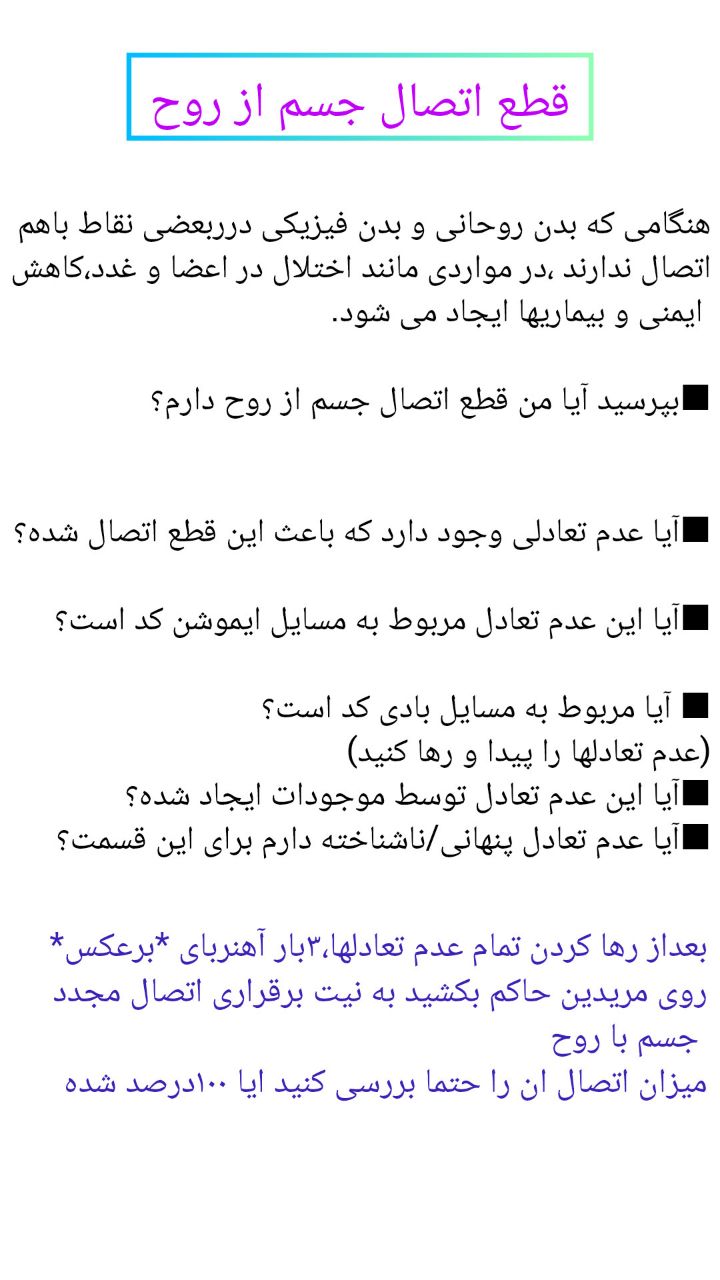 قطع اتصال جسم از روح
هنگامی که بدن روحانی و بدن فیزیکی درربعضی نقاط باهم
اتصال ندارند ،در مواردی مانند اختلال در اعضا و غدد،کاهش
ایمنی و بیماریها ایجاد می شود.
■بپرسید آیا من قطع اتصال جسم از روح دارم؟
■آیا عدم تعادلی وجود دارد که باعث این قطع اتصال شده؟
■آیا این عدم تعادل مربوط به مسایل ایموشن کد است؟
■ آیا مربوط به مسایل بادی کد است؟
(عدم تعادلها را پیدا و رها کنید)
■آیا این عدم تعادل توسط موجودات ایجاد شده؟
■آیا عدم تعادل پنهانی/ناشناخته دارم برای این قسمت؟
بعداز رها کردن تمام عدم تعادلها،۳بار آهنربای *برعکس*
روی مریدین حاکم بکشید به نیت برقراری اتصال مجدد
جسم با روح
میزان اتصال ان را حتما بررسی کنید ایا ۱۰۰درصد شده